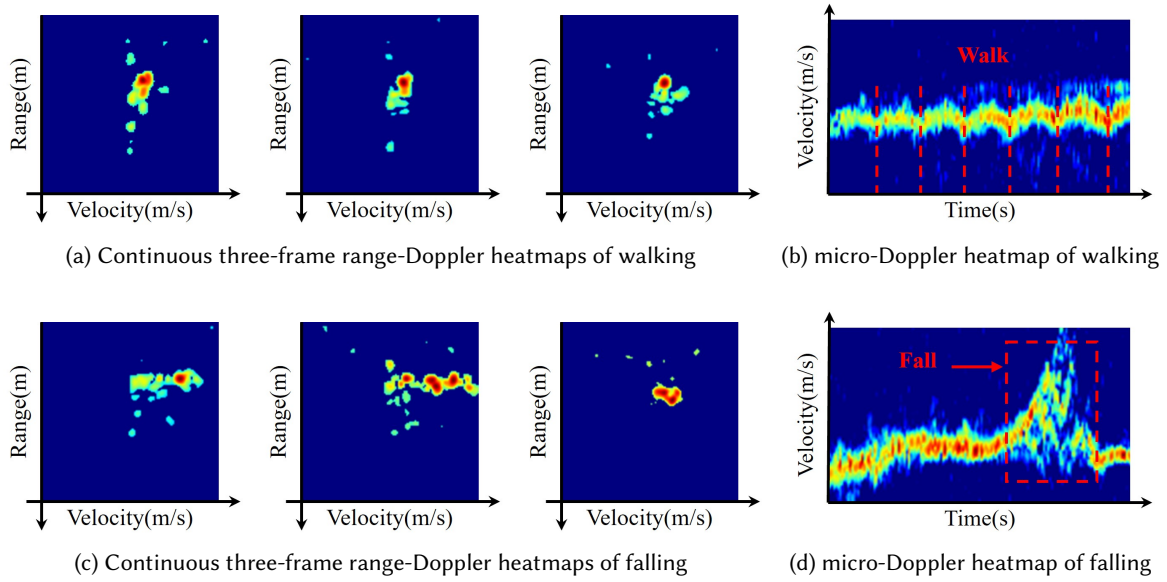 Range(m)
Velocity(m/s)
Range(m)
Velocity(m/s)
Range(m)
Velocity(m/s)
Velocity(m/s)
Walk
Time(s)
(a) Continuous three-frame range-Doppler heatmaps of walking
(b) micro-Doppler heatmap of walking
Range(m)
Velocity(m/s)
Range(m)
Velocity(m/s)
Range(m)
Velocity(m/s)
Velocity(m/s)
Fall
Time(s)
(c) Continuous three-frame range-Doppler heatmaps of falling
(d) micro-Doppler heatmap of falling